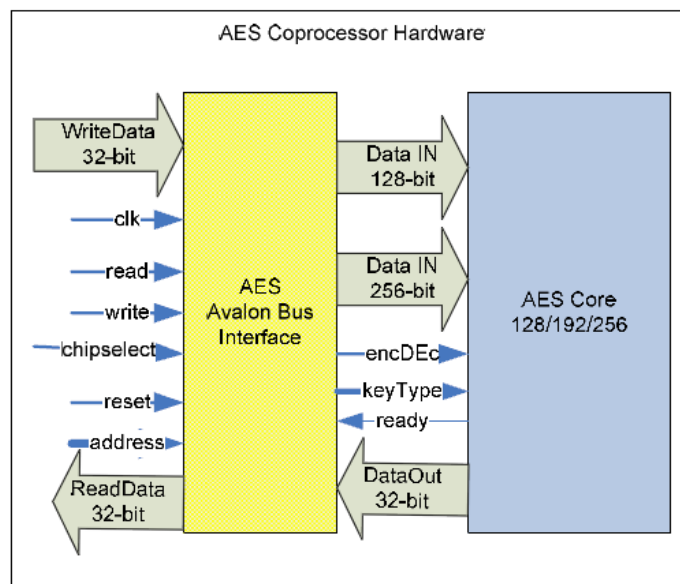 AES Coprocessor Hardware
WriteData
32-bit
clk
read
write
chipselect
reset
address
ReadData
32-bit
AES
Avalon Bus
Interface
Data IN
128-bit
Data IN
256-bit
encDEc
keyType
ready
DataOut
32-bit
AES Core
128/192/256